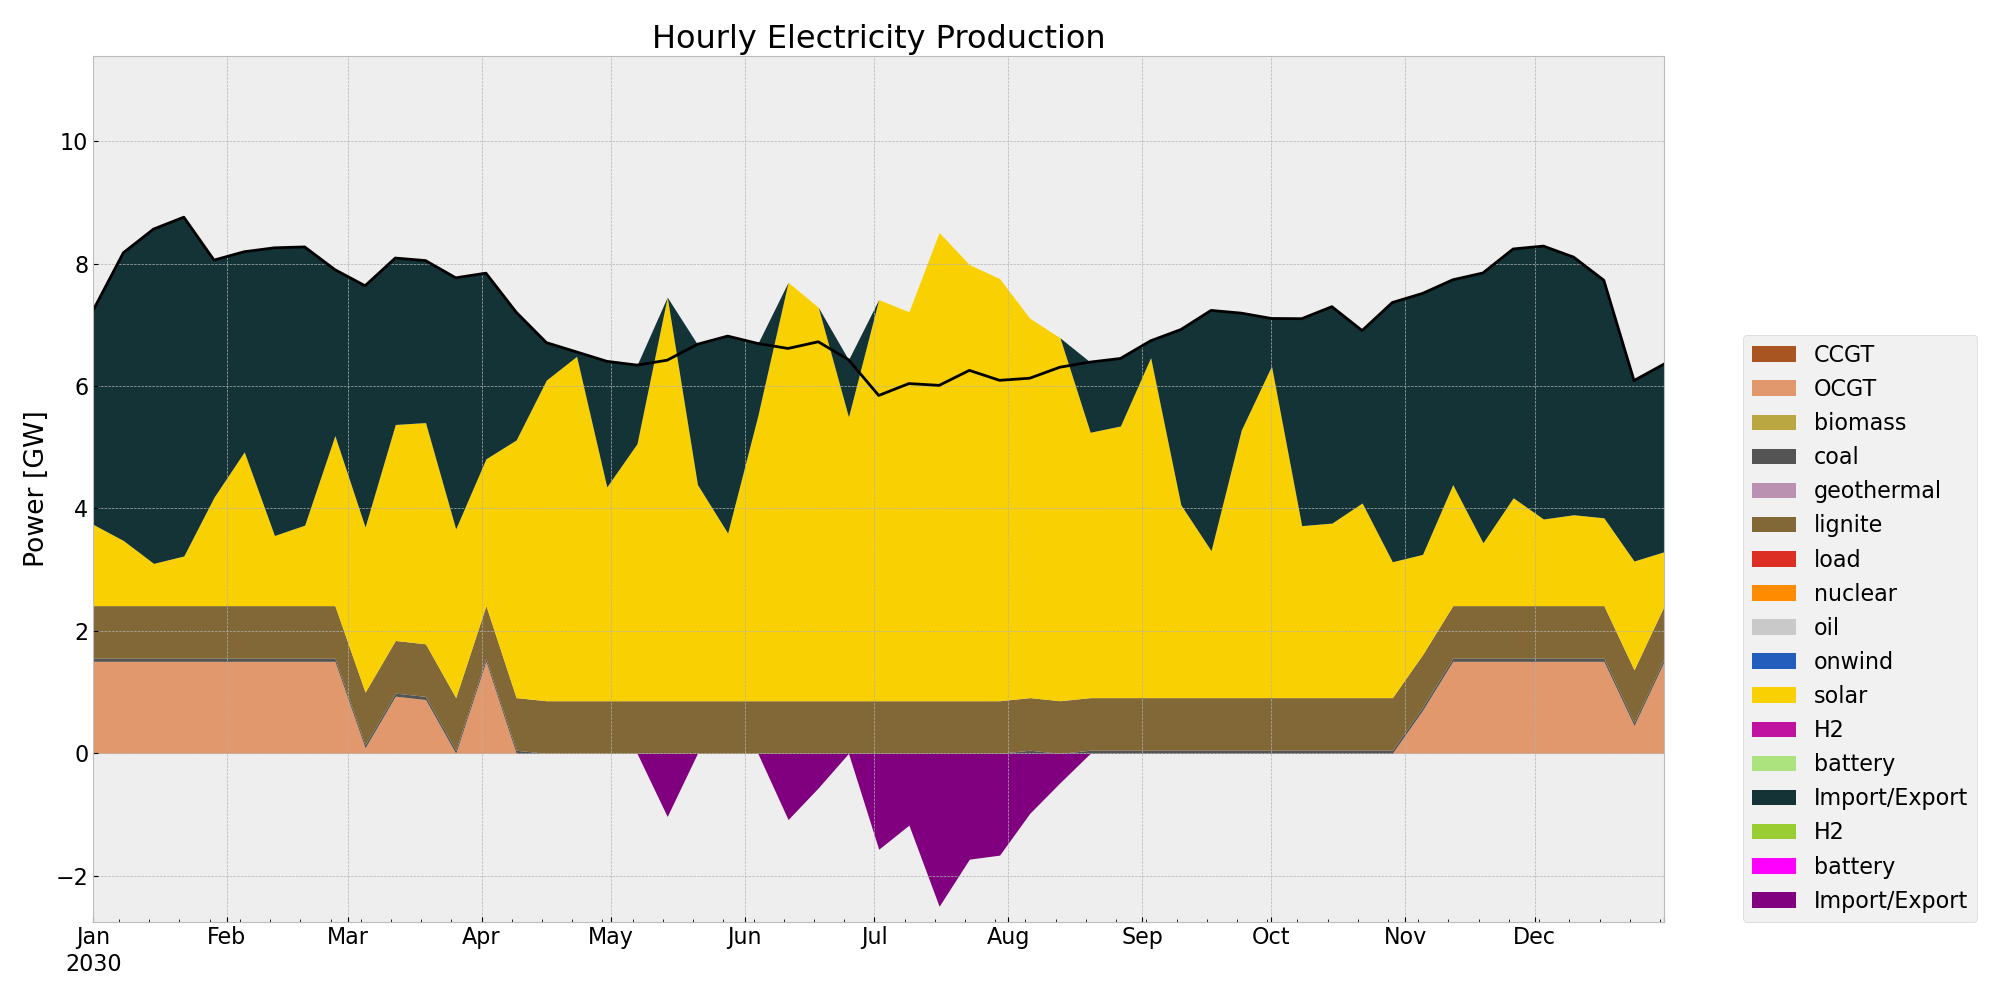 Hourly Electricity Production
Power [GW]
10
8
6
4
2
0
−2
Jan Feb Mar Apr May Jun Jul Aug Sep Oct Nov Dec
2030
CCGT
OCGT
biomass
coal
geothermal
lignite
load
nuclear
oil
onwind
solar
H2
battery
Import/Export
H2
battery
Import/Export